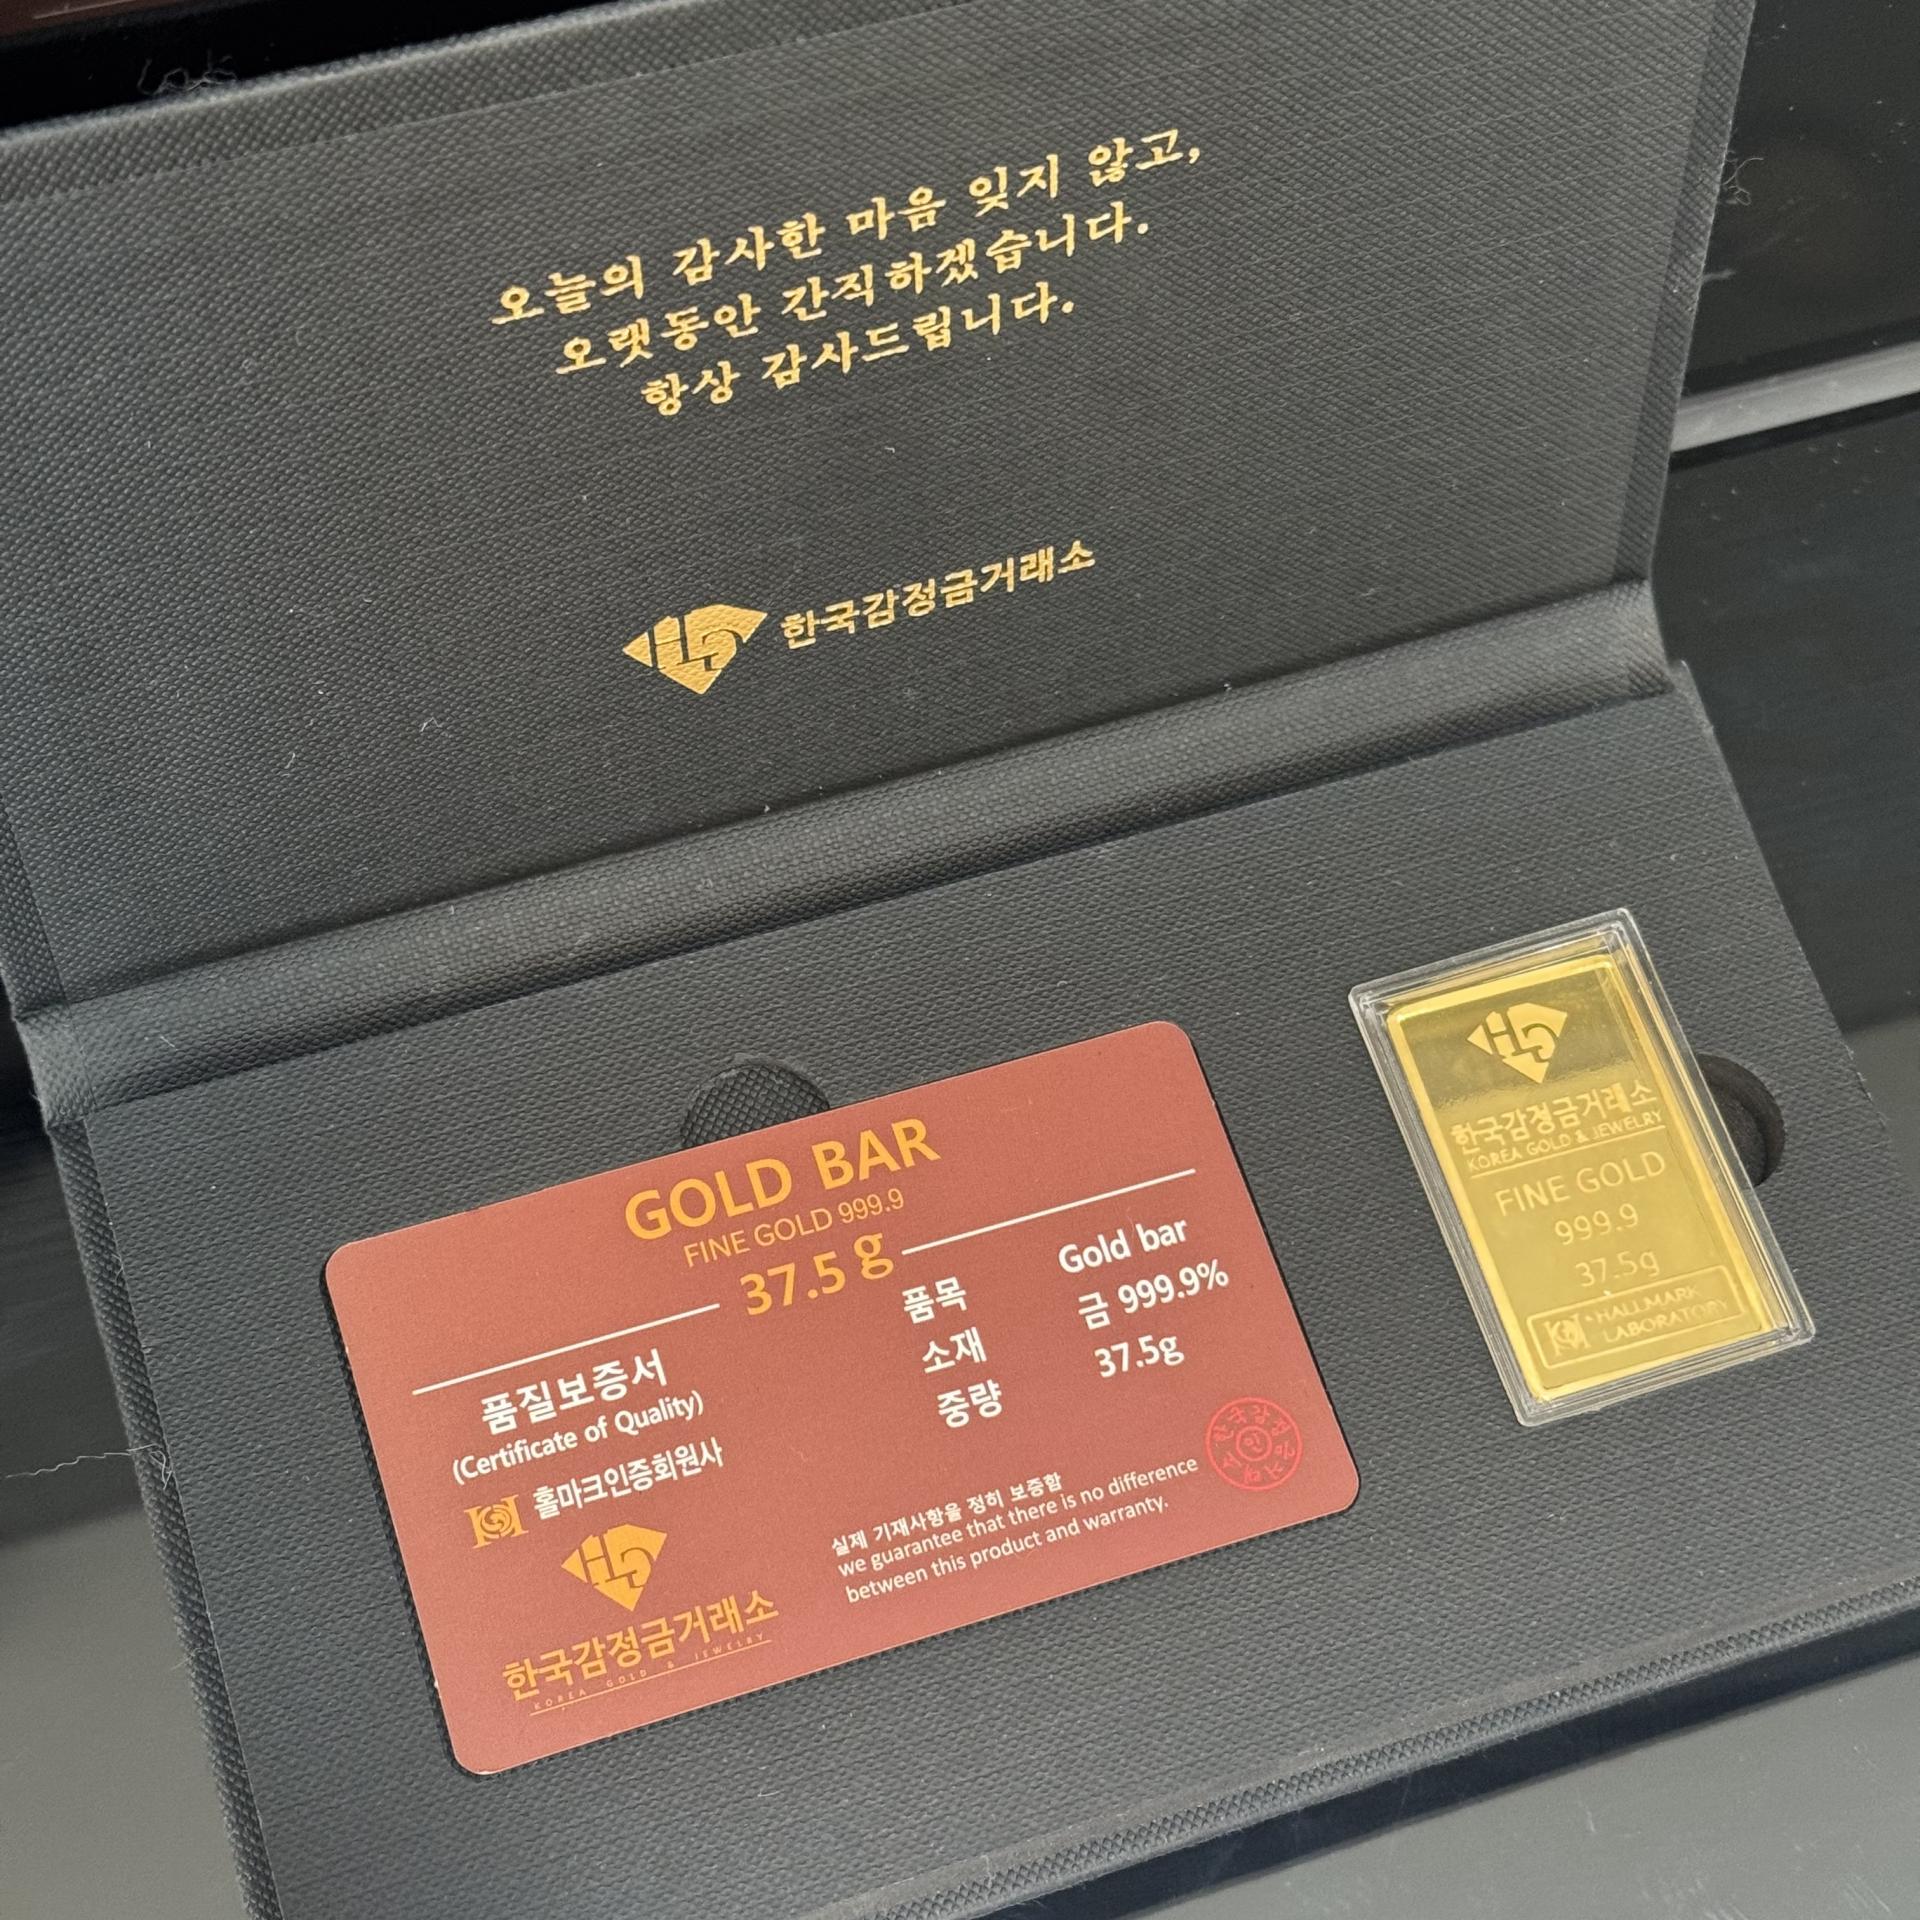 오늘의 감사한 마음 잊지 않고,
오랫동안 간직하겠습니다.
항상 감사드립니다.
한국감정금거래소
GOLD BAR
FINE GOLD 999.9
37.5 g
품질보증서
(Certificate of Quality)
홀마크인증회원사
한국감정금거래소
KOREA GOLD & JEWELRY
품목 Gold bar
소재 금 999.9%
중량 37.5g
실제 기재사항을 정히 보증함
we guarantee that there is no difference
between this product and warranty.
한국감정금거래소
KOREA GOLD & JEWELRY
FINE GOLD
999.9
37.5g
HALLMARK
LABORATORY